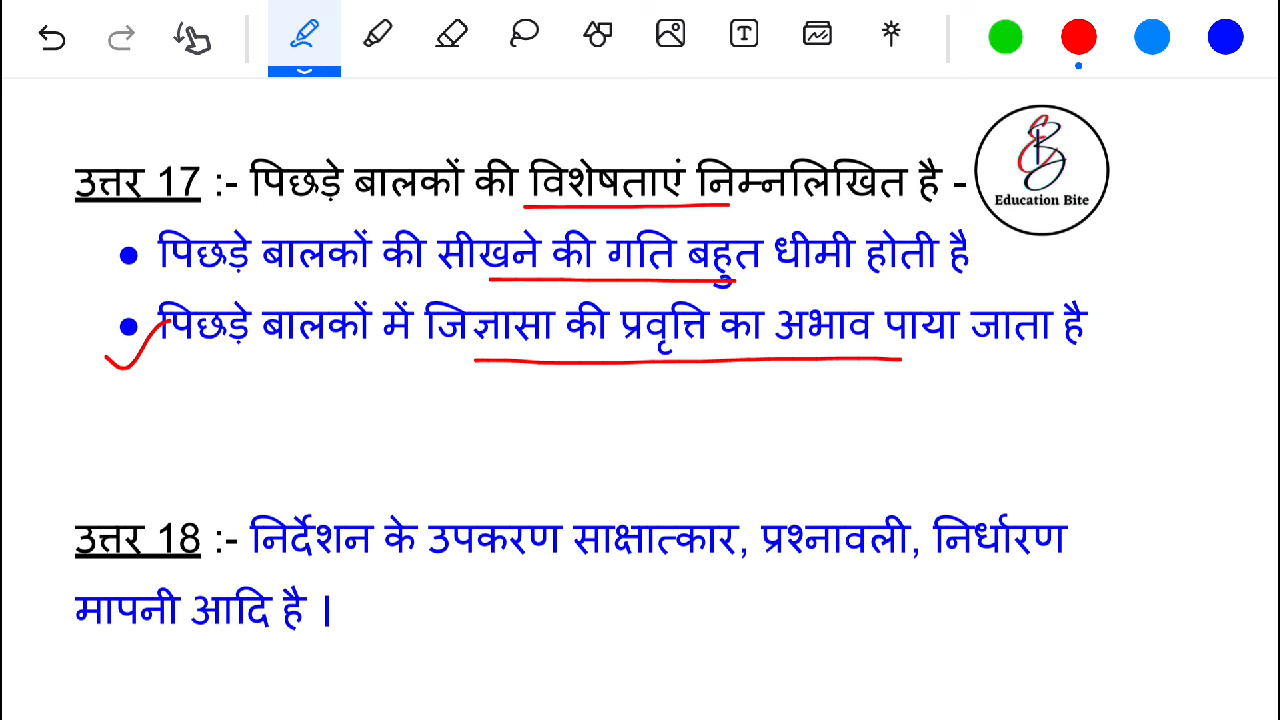 उत्तर 17 :- पिछड़े बालकों की विशेषताएं निम्नलिखित है -
Education Bite
● पिछड़े बालकों की सीखने की गति बहुत धीमी होती है
● पिछड़े बालकों में जिज्ञासा की प्रवृत्ति का अभाव पाया जाता है
उत्तर 18 :- निर्देशन के उपकरण साक्षात्कार, प्रश्नावली, निर्धारण
मापनी आदि है ।